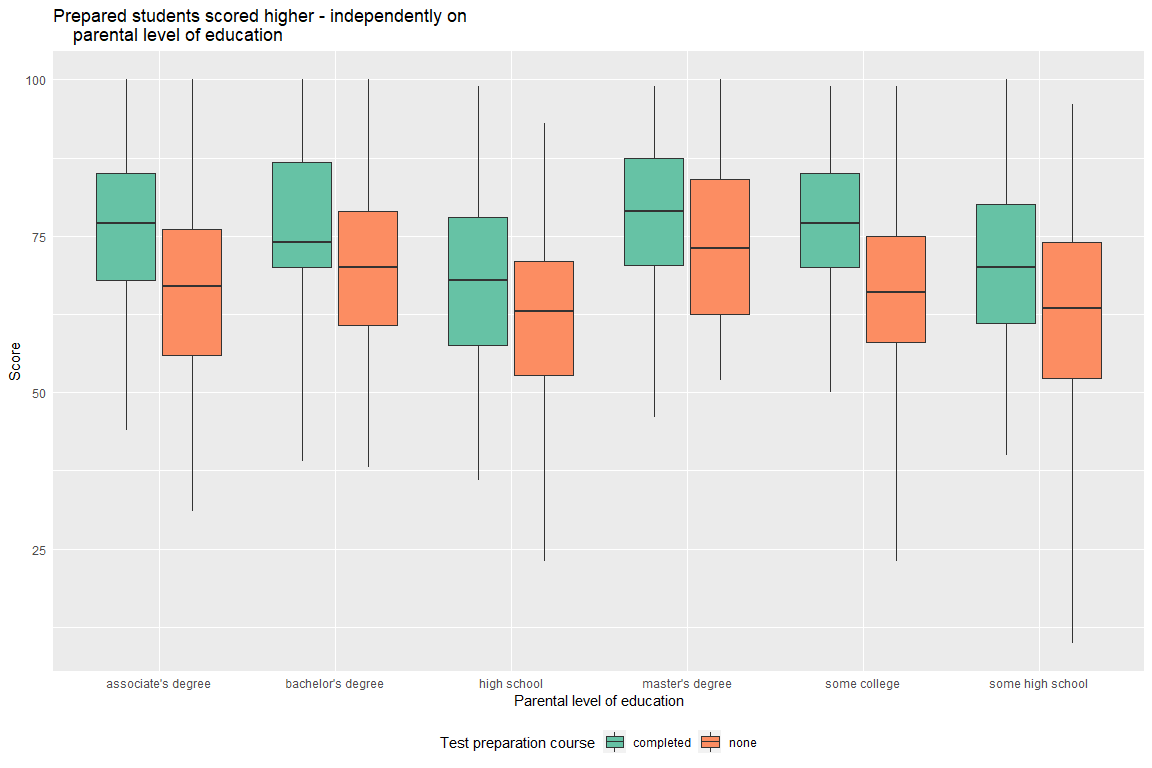 Prepared students scored higher - independently on
parental level of education
100
75
50
25
Score
associate's degree bachelor's degree high school master's degree some college some high school
Parental level of education
Test preparation course completed none